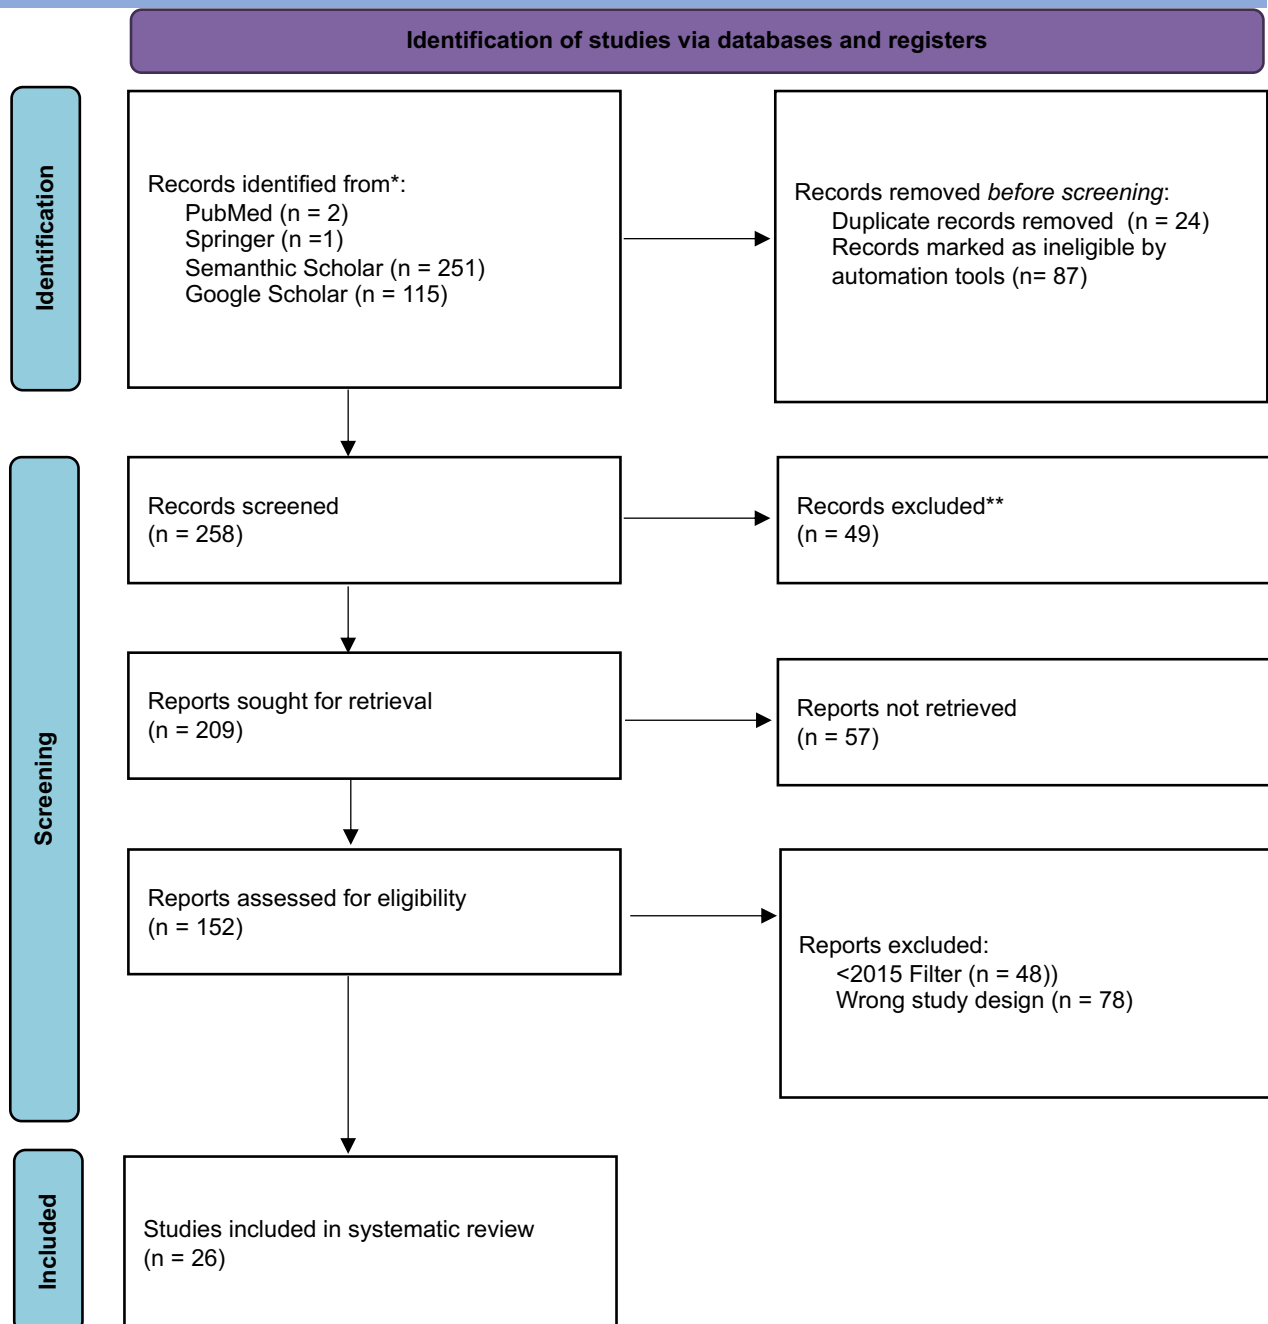 Identification of studies via databases and registers
Identification
Records identified from*:
PubMed (n = 2)
Springer (n =1)
Semanthic Scholar (n = 251)
Google Scholar (n = 115)
Records removed before screening:
Duplicate records removed  (n = 24)
Records marked as ineligible by
automation tools (n= 87)
Screening
Records screened
(n = 258)
Records excluded**
(n = 49)
Reports sought for retrieval
(n = 209)
Reports not retrieved
(n = 57)
Reports assessed for eligibility
(n = 152)
Reports excluded:
<2015 Filter (n = 48))
Wrong study design (n = 78)
Included
Studies included in systematic review
(n = 26)